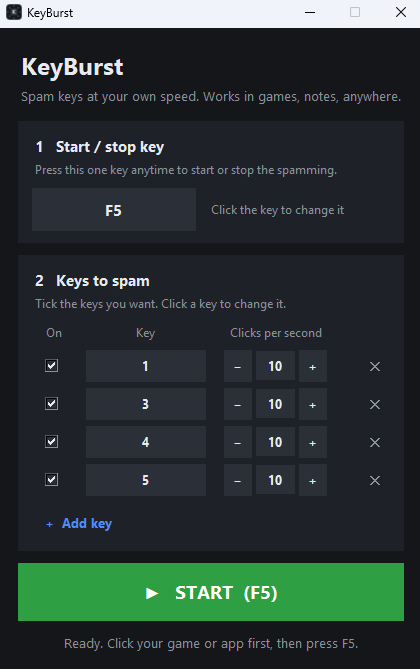 KeyBurst
KeyBurst
Spam keys at your own speed. Works in games, notes, anywhere.
1 Start / stop key
Press this one key anytime to start or stop the spamming.
F5 Click the key to change it
2 Keys to spam
Tick the keys you want. Click a key to change it.
On Key Clicks per second
1 − 10 +
3 − 10 +
4 − 10 +
5 − 10 +
+ Add key
► START (F5)
Ready. Click your game or app first, then press F5.